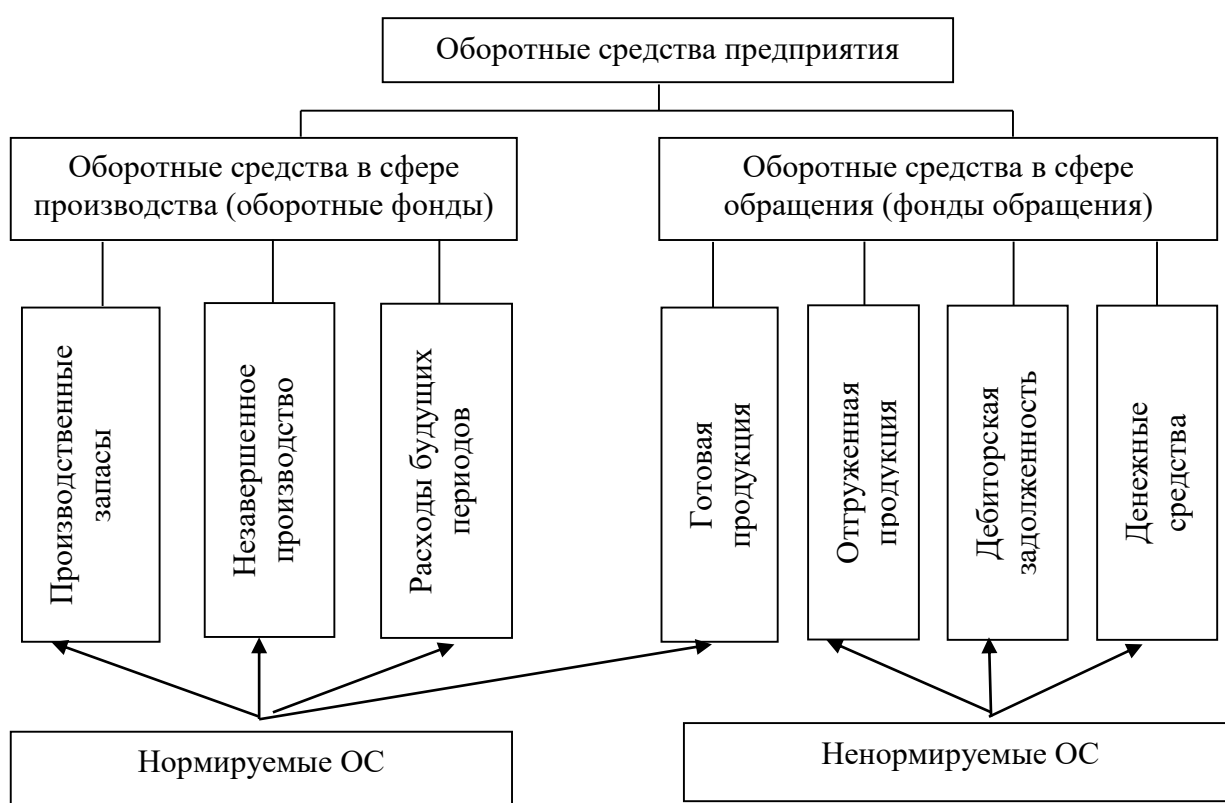 Оборотные средства предприятия
Оборотные средства в сфере
производства (оборотные фонды)
Оборотные средства в сфере
обращения (фонды обращения)
Производственные
запасы
Незавершенное
производство
Расходы будущих
периодов
Готовая
продукция
Отгруженная
продукция
Дебиторская
задолженность
Денежные
средства
Нормируемые ОС
Ненормируемые ОС